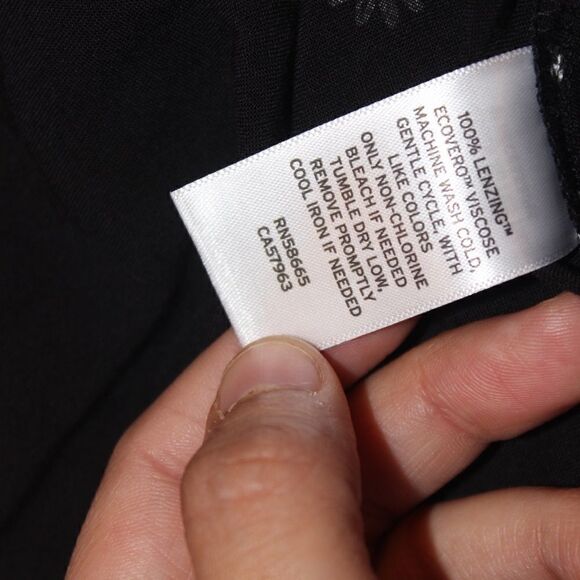 100% LENZING™
ECOVERO™ VISCOSE
MACHINE WASH COLD,
GENTLE CYCLE, WITH
LIKE COLORS
ONLY NON-CHLORINE
BLEACH IF NEEDED
TUMBLE DRY LOW,
REMOVE PROMPTLY
COOL IRON IF NEEDED
RN58665
CA57963